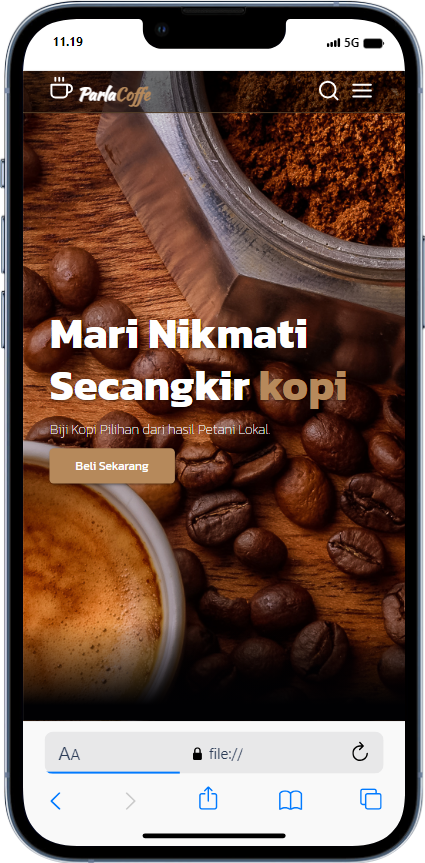 11.19
5G
ParlaCoffe
Mari Nikmati
Secangkir kopi
Biji Kopi Pilihan dari hasil Petani Lokal.
Beli Sekarang
AA
file://